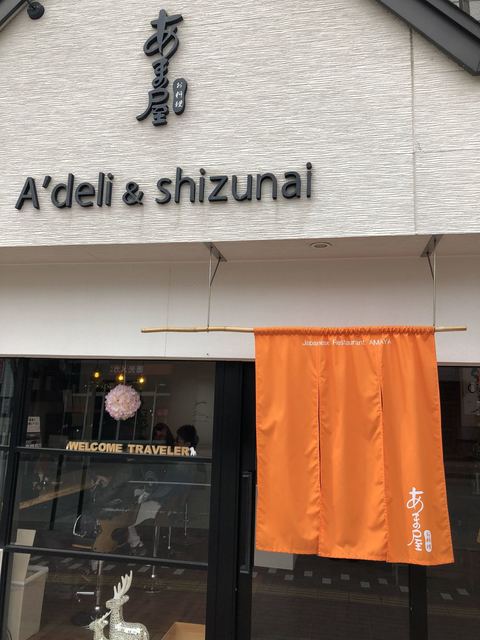 あま屋
お料理
A'deli & shizunai
Japanese Restaurant AMAYA
WELCOME TRAVELER
あま屋
お料理